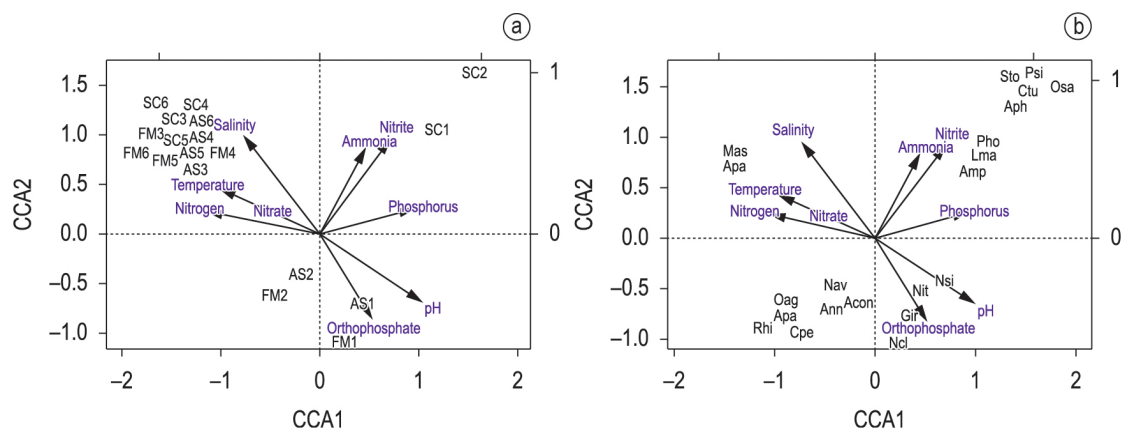 a
1.5
1.0
0.5
0.0
−0.5
−1.0
CCA2
SC2
SC6 SC4
SC3 AS6
Salinity
SC1
Nitrite
FM3 SC5 AS4
Ammonia
FM6 FM5 AS5 FM4
AS3
Temperature
Nitrogen
Nitrate
Phosphorus
AS2
FM2
AS1
pH
Orthophosphate
FM1
1
0
−2 −1 0 1 2
CCA1
b
1.5
1.0
0.5
0.0
−0.5
−1.0
CCA2
Sto Psi
Ctu Osa
Aph
Salinity
Nitrite
Pho
Ammonia
Lma
Mas
Apa
Amp
Temperature
Nitrogen
Nitrate
Phosphorus
Nsi
Nav
Nit
Oag
Acon
Apa
Ann
Gir
pH
Rhi
Cpe
Orthophosphate
Ncl
1
0
−2 −1 0 1 2
CCA1